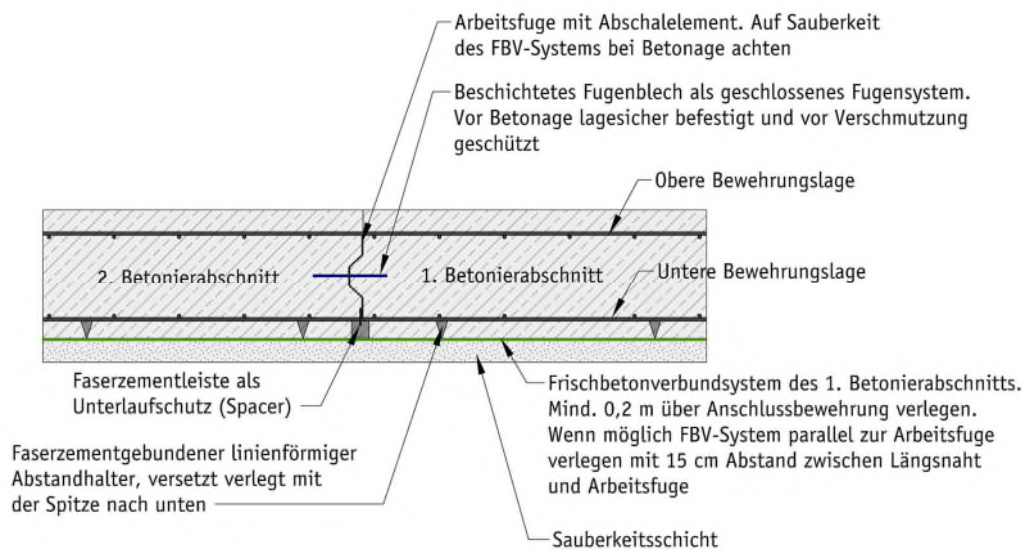 Arbeitsfuge mit Abschalelement. Auf Sauberkeit
des FBV-Systems bei Betonage achten
Beschichtetes Fugenblech als geschlossenes Fugensystem.
Vor Betonage lagesicher befestigt und vor Verschmutzung
geschützt
Obere Bewehrungslage
2. Betonierabschnitt
1. Betonierabschnitt
Untere Bewehrungslage
Faserzementleiste als
Unterlaufschutz (Spacer)
Faserzementgebundener linienförmiger
Abstandhalter, versetzt verlegt mit
der Spitze nach unten
Frischbetonverbundsystem des 1. Betonierabschnitts.
Mind. 0,2 m über Anschlussbewehrung verlegen.
Wenn möglich FBV-System parallel zur Arbeitsfuge
verlegen mit 15 cm Abstand zwischen Längsnaht
und Arbeitsfuge
Sauberkeitsschicht